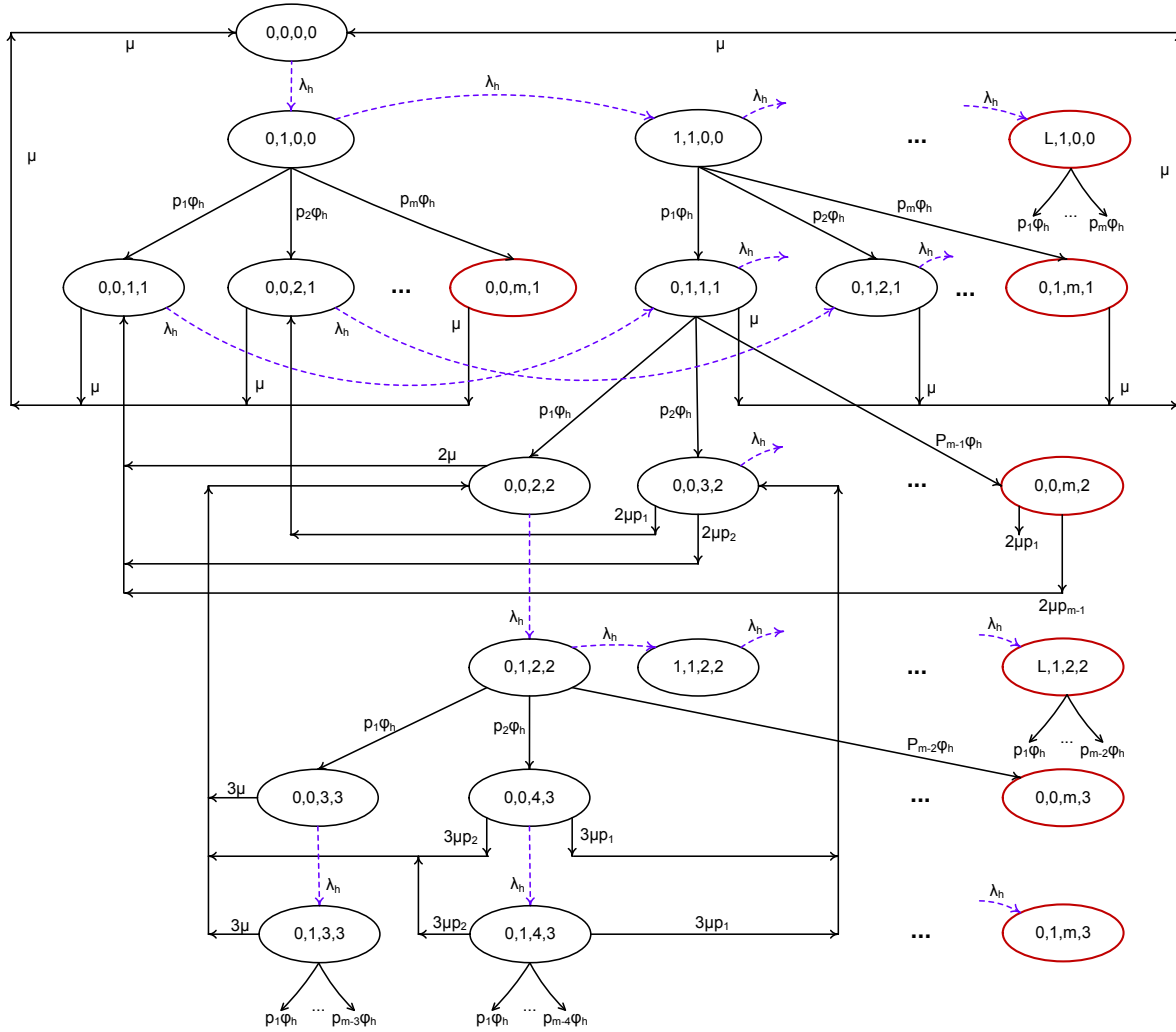 0,0,0,0
μ
μ
λh
λh
λh
λh
0,1,0,0
1,1,0,0
...
L,1,0,0
μ
μ
p1φh
p2φh
pmφh
p1φh
p2φh
pmφh
p1φh
...
pmφh
λh
λh
0,0,1,1
0,0,2,1
...
0,0,m,1
0,1,1,1
0,1,2,1
...
0,1,m,1
λh
λh
μ
μ
μ
μ
μ
μ
p1φh
p2φh
Pm-1φh
λh
2μ
0,0,2,2
0,0,3,2
...
0,0,m,2
2μp1
2μp2
2μp1
2μpm-1
λh
λh
λh
λh
0,1,2,2
1,1,2,2
...
L,1,2,2
p1φh
p2φh
Pm-2φh
p1φh
...
pm-2φh
3μ
0,0,3,3
0,0,4,3
...
0,0,m,3
3μp2
3μp1
λh
λh
λh
3μ
0,1,3,3
3μp2
0,1,4,3
3μp1
...
0,1,m,3
p1φh
...
pm-3φh
p1φh
...
pm-4φh